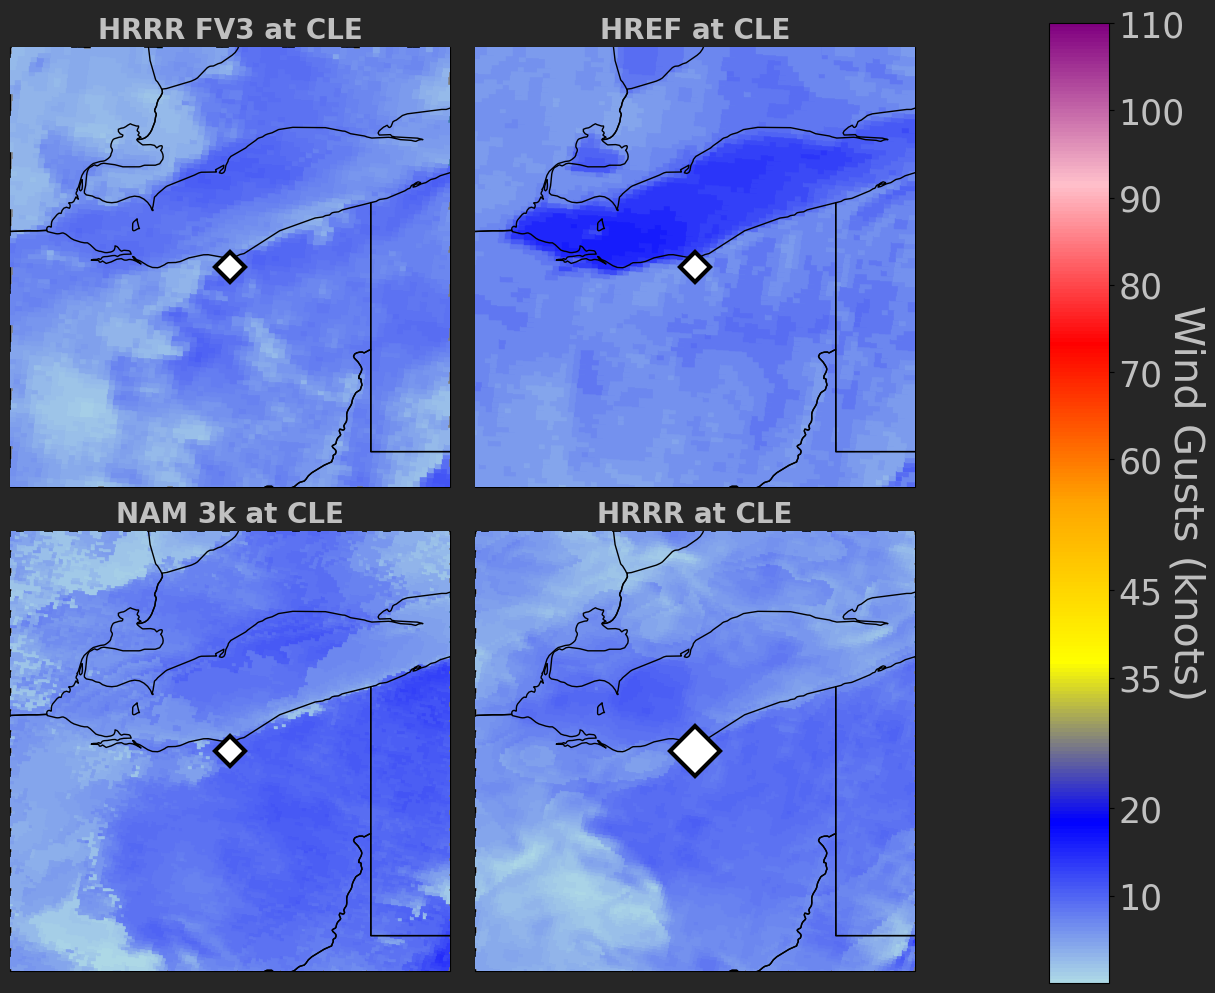 HRRR FV3 at CLE
HREF at CLE
NAM 3k at CLE
HRRR at CLE
110
100
90
80
70
60
45
35
20
10
Wind Gusts (knots)